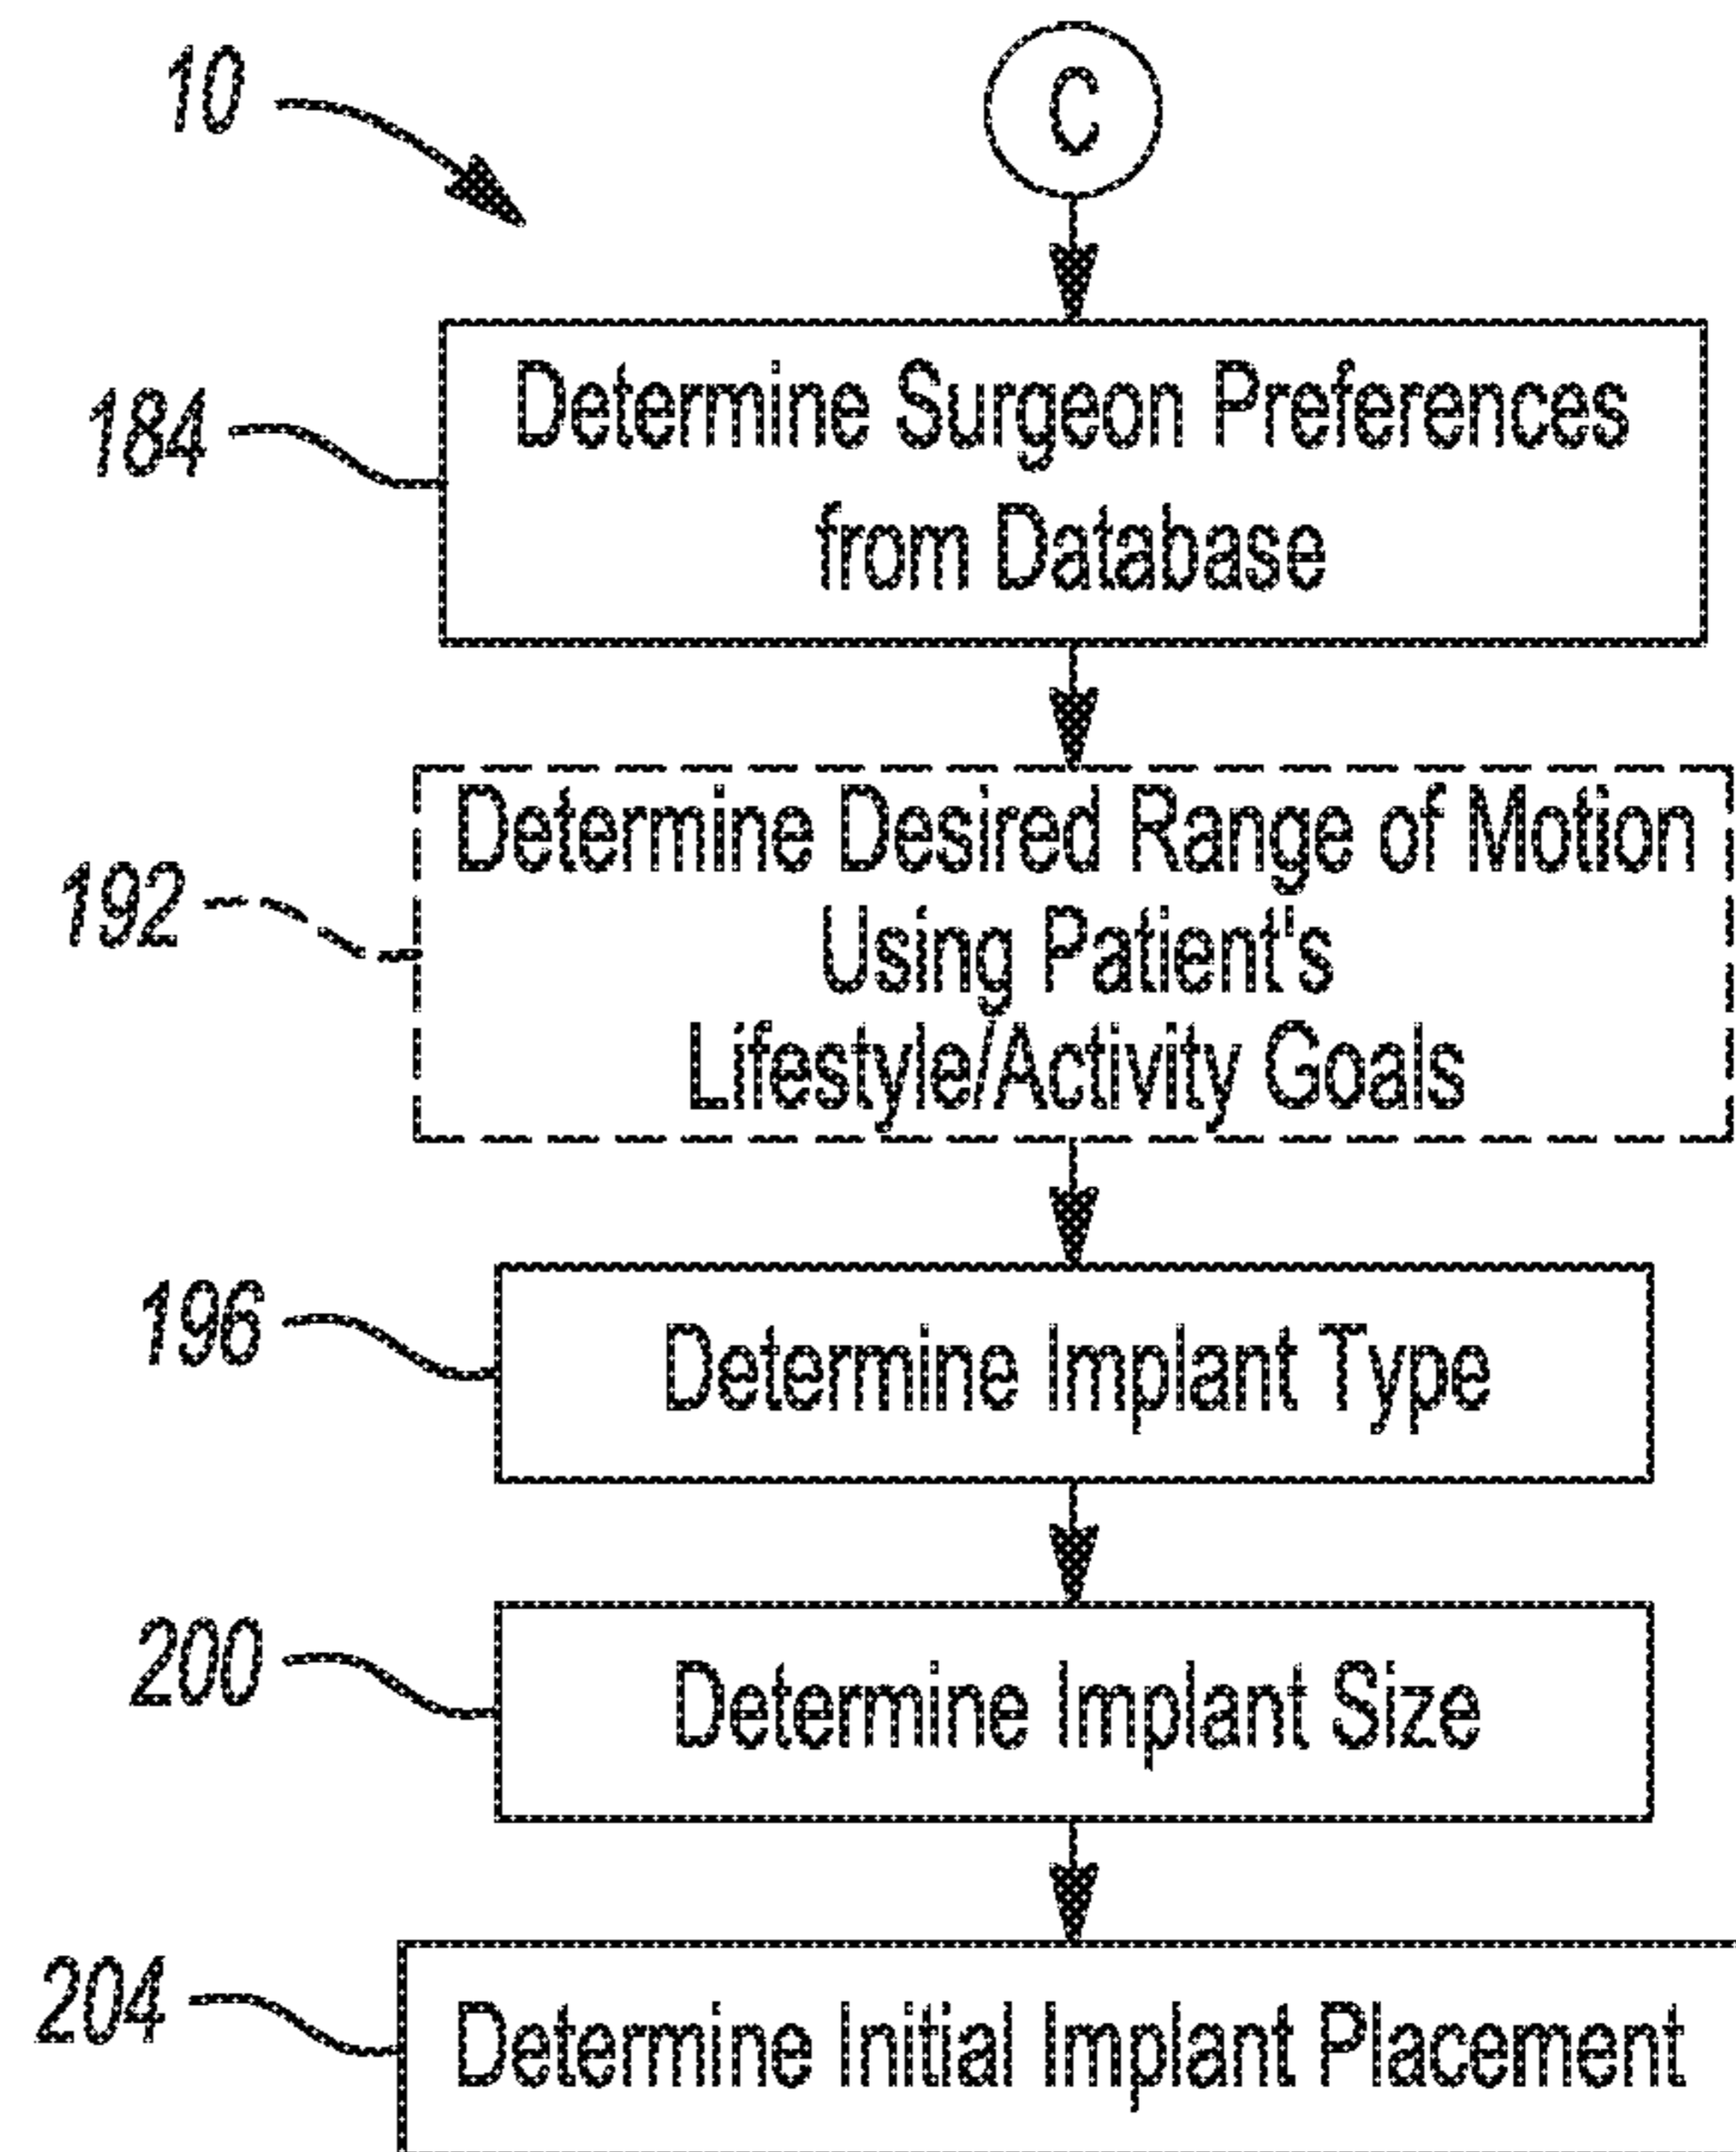 10
C
184
Determine Surgeon Preferences
from Database
192
Determine Desired Range of Motion
Using Patient's
Lifestyle/Activity Goals
196
Determine Implant Type
200
Determine Implant Size
204
Determine Initial Implant Placement